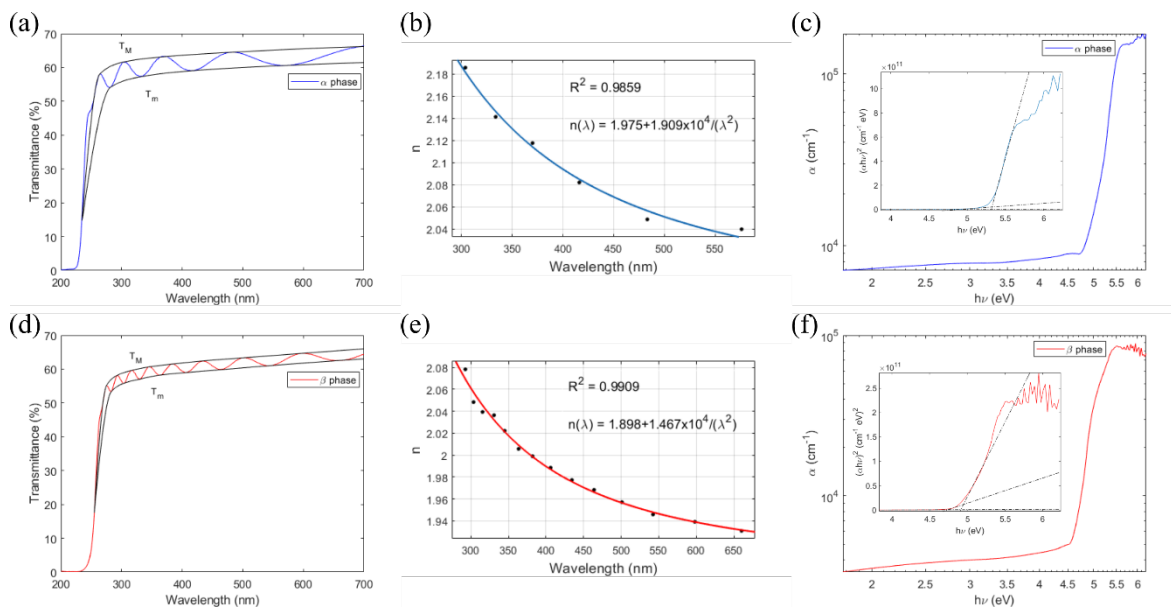 (a)
70
60
50
40
30
20
10
0
Transmittance (%)
T_M
T_m
α phase
200 300 400 500 600 700
Wavelength (nm)
(b)
2.18
2.16
2.14
2.12
2.1
2.08
2.06
2.04
n
R² = 0.9859
n(λ) = 1.975+1.909x10⁴/(λ²)
300 350 400 450 500 550
Wavelength (nm)
(c)
10⁵
10⁴
α (cm⁻¹)
α phase
x10¹¹
10
8
6
4
2
0
(αhν)² (cm⁻¹ eV)
4 4.5 5 5.5 6
hν (eV)
2 2.5 3 3.5 4 4.5 5 5.5 6
hν (eV)
(d)
70
60
50
40
30
20
10
0
Transmittance (%)
T_M
T_m
β phase
200 300 400 500 600 700
Wavelength (nm)
(e)
2.08
2.06
2.04
2.02
2
1.98
1.96
1.94
n
R² = 0.9909
n(λ) = 1.898+1.467x10⁴/(λ²)
300 350 400 450 500 550 600 650
Wavelength (nm)
(f)
10⁵
10⁴
α (cm⁻¹)
β phase
x10¹¹
2.5
2
1.5
1
0.5
0
(αhν)² (cm⁻¹ eV)²
4 4.5 5 5.5 6
hν (eV)
2 2.5 3 3.5 4 4.5 5 5.5 6
hν (eV)